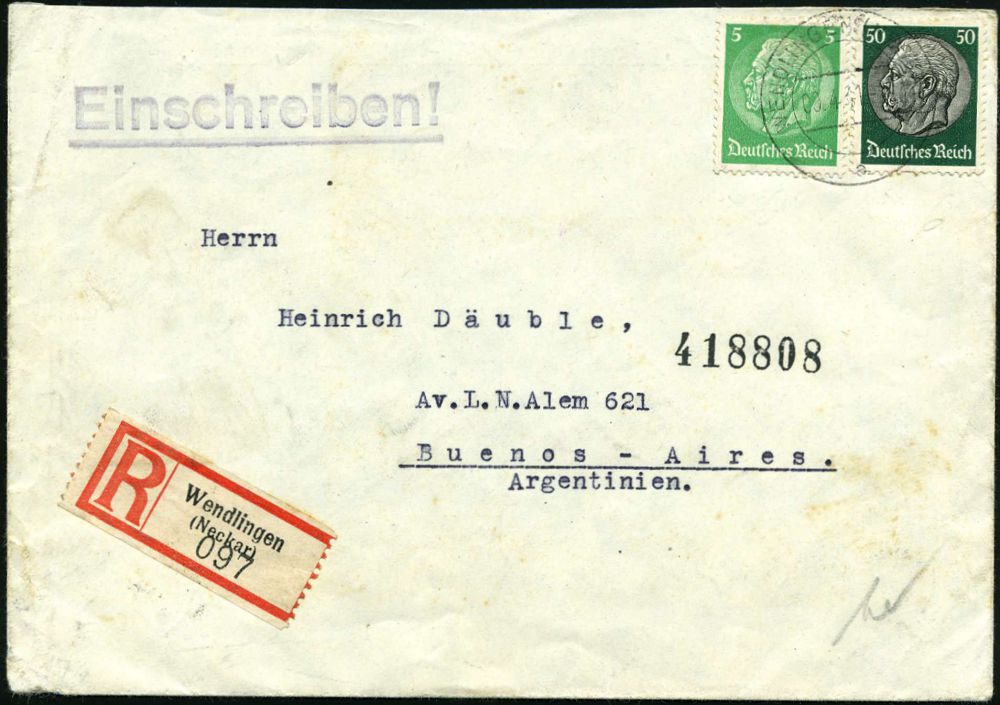 5 5
50 50
Deutsches Reich
Deutsches Reich
Einschreiben!
Herrn
Heinrich Däuble,
418808
Av.L.N.Alem 621
Buenos-Aires.
Argentinien.
R
Wendlingen
(Neckar)
097